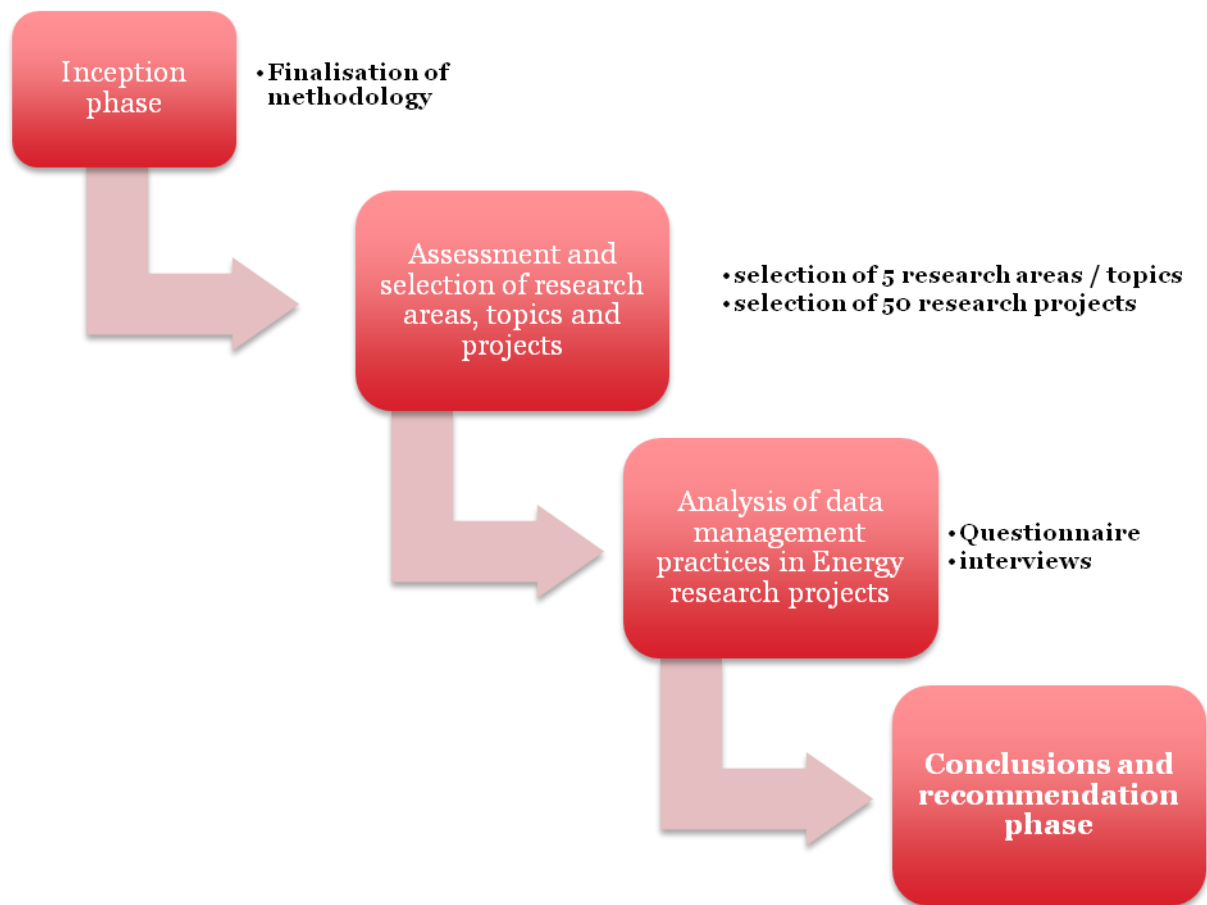 Inception
phase
• Finalisation of
methodology
Assessment and
selection of research
areas, topics and
projects
• selection of 5 research areas / topics
• selection of 50 research projects
Analysis of data
management
practices in Energy
research projects
• Questionnaire
• interviews
Conclusions and
recommendation
phase